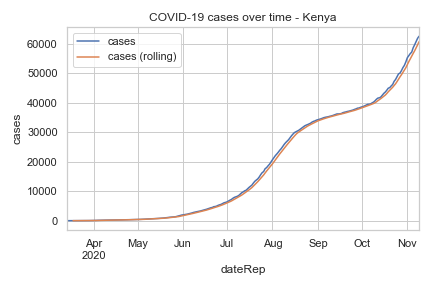 COVID-19 cases over time - Kenya
cases
cases (rolling)
60000
50000
40000
30000
20000
10000
0
cases
Apr Jun Jul Aug Sep Oct Nov
May
2020
dateRep